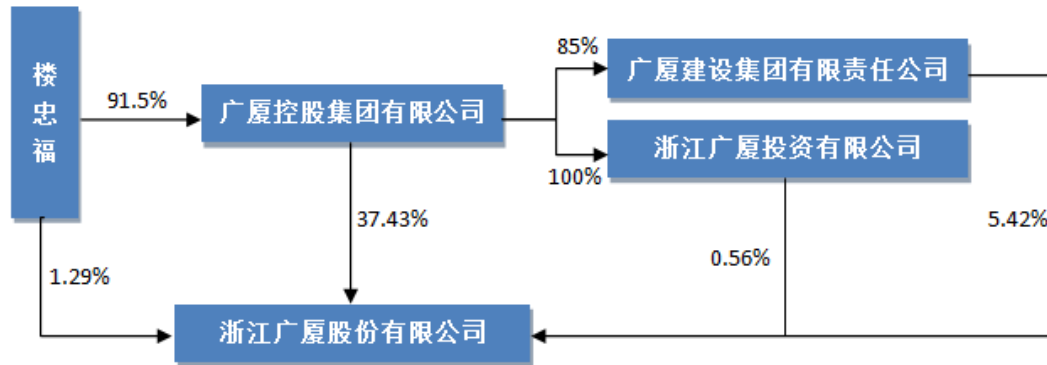 楼忠福
91.5%
广厦控股集团有限公司
85%
广厦建设集团有限责任公司
100%
浙江广厦投资有限公司
1.29%
37.43%
0.56%
5.42%
浙江广厦股份有限公司